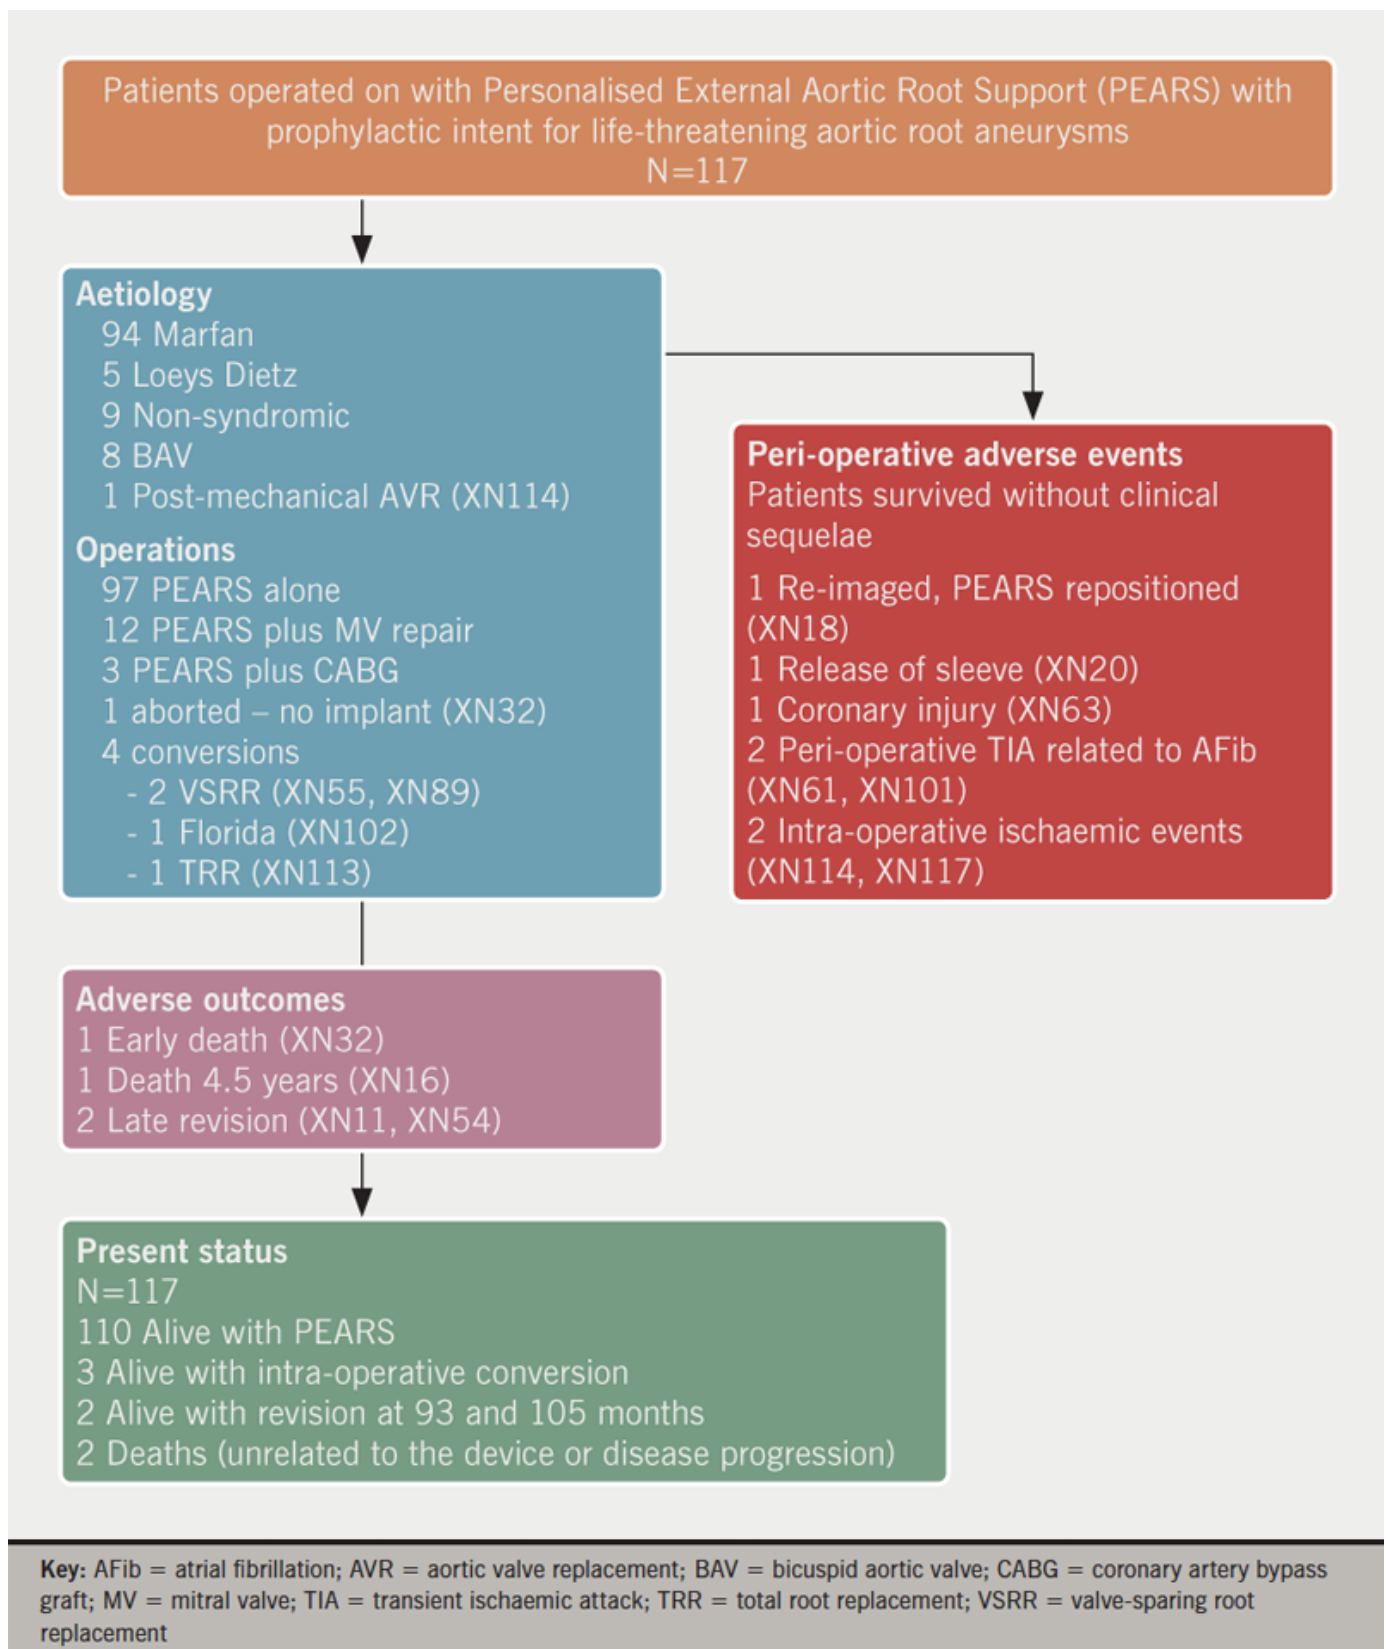 Patients operated on with Personalised External Aortic Root Support (PEARS) with
prophylactic intent for life-threatening aortic root aneurysms
N=117
Aetiology
94 Marfan
5 Loeys Dietz
9 Non-syndromic
8 BAV
1 Post-mechanical AVR (XN114)
Operations
97 PEARS alone
12 PEARS plus MV repair
3 PEARS plus CABG
1 aborted – no implant (XN32)
4 conversions
- 2 VSRR (XN55, XN89)
- 1 Florida (XN102)
- 1 TRR (XN113)
Peri-operative adverse events
Patients survived without clinical
sequelae
1 Re-imaged, PEARS repositioned
(XN18)
1 Release of sleeve (XN20)
1 Coronary injury (XN63)
2 Peri-operative TIA related to AFib
(XN61, XN101)
2 Intra-operative ischaemic events
(XN114, XN117)
Adverse outcomes
1 Early death (XN32)
1 Death 4.5 years (XN16)
2 Late revision (XN11, XN54)
Present status
N=117
110 Alive with PEARS
3 Alive with intra-operative conversion
2 Alive with revision at 93 and 105 months
2 Deaths (unrelated to the device or disease progression)
Key: AFib = atrial fibrillation; AVR = aortic valve replacement; BAV = bicuspid aortic valve; CABG = coronary artery bypass
graft; MV = mitral valve; TIA = transient ischaemic attack; TRR = total root replacement; VSRR = valve-sparing root
replacement